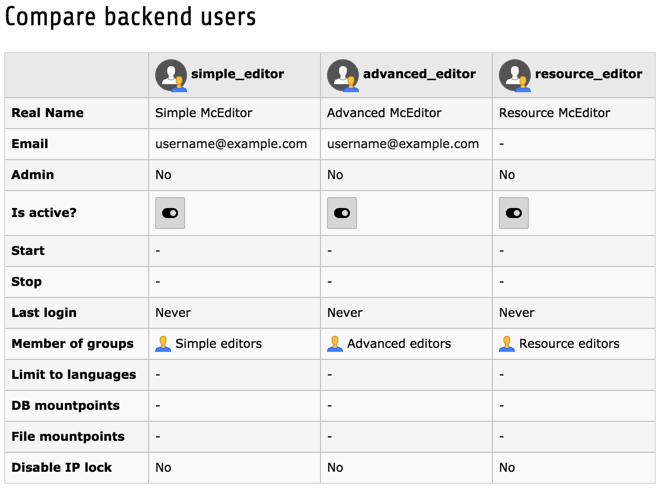 Compare backend users
simple_editor advanced_editor resource_editor
Real Name Simple McEditor Advanced McEditor Resource McEditor
Email username@example.com username@example.com -
Admin No No No
Is active?
Start - - -
Stop - - -
Last login Never Never Never
Member of groups Simple editors Advanced editors Resource editors
Limit to languages - - -
DB mountpoints - - -
File mountpoints - - -
Disable IP lock No No No